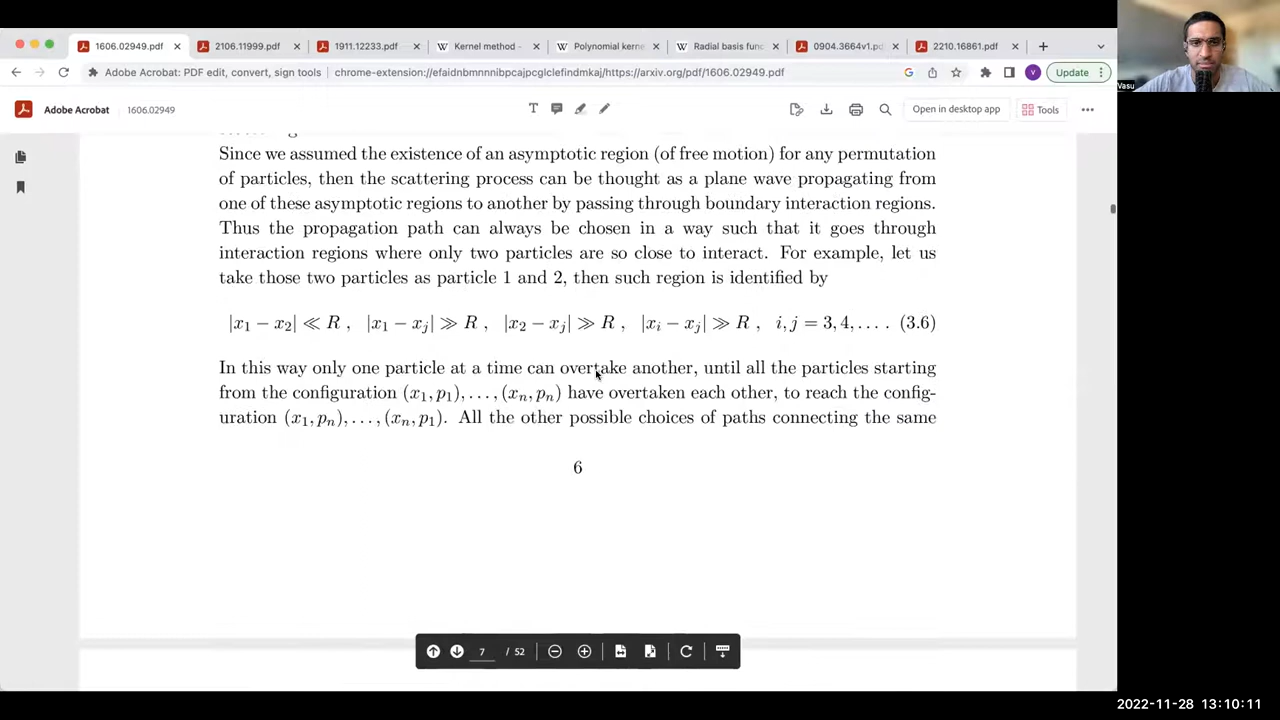 1606.02949.pdf
2106.11999.pdf
1911.12233.pdf
Kernel method -
Polynomial kerne
Radial basis func
0904.3664v1.p
2210.16861.pdf
Adobe Acrobat: PDF edit, convert, sign tools
chrome-extension://efaidnbmnnnibpcajpcglclefindmkaj/https://arxiv.org/pdf/1606.02949.pdf
V
Update
Vasu
Adobe Acrobat
1606.02949
Open in desktop app
Tools
Since we assumed the existence of an asymptotic region (of free motion) for any permutation
of particles, then the scattering process can be thought as a plane wave propagating from
one of these asymptotic regions to another by passing through boundary interaction regions.
Thus the propagation path can always be chosen in a way such that it goes through
interaction regions where only two particles are so close to interact. For example, let us
take those two particles as particle 1 and 2, then such region is identified by
|x₁ − x₂| ≪ R , |x₁ − xⱼ| ≫ R , |x₂ − xⱼ| ≫ R , |xᵢ − xⱼ| ≫ R , i, j = 3, 4, . . . . (3.6)
In this way only one particle at a time can overtake another, until all the particles starting
from the configuration (x₁, p₁), . . . , (xₙ, pₙ) have overtaken each other, to reach the config-
uration (x₁, pₙ), . . . , (xₙ, p₁). All the other possible choices of paths connecting the same
6
7 / 52
2022-11-28 13:10:11